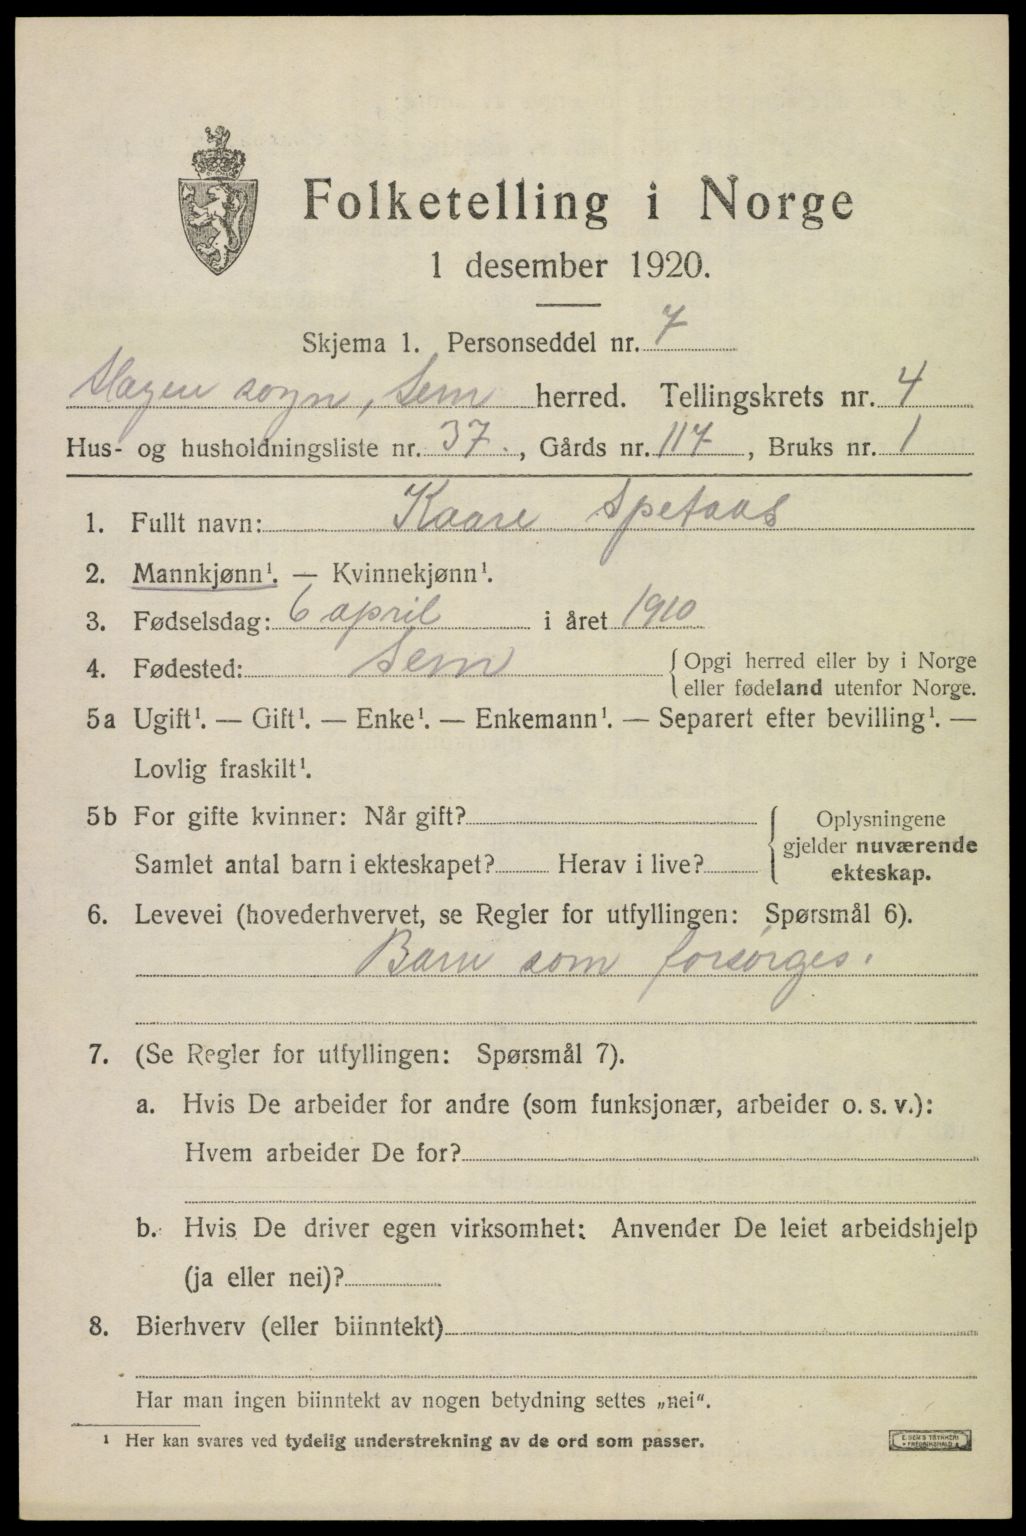 Folketelling i Norge
1 desember 1920.
Skjema 1. Personseddel nr. 7
Slagen sogn, Sem herred. Tellingskrets nr. 4
Hus- og husholdningsliste nr. 37., Gårds nr. 117, Bruks nr. 1
1. Fullt navn: Kaare Spetaas
2. Mannkjønn¹. — Kvinnekjønn¹.
3. Fødselsdag: 6 april i året 1910
4. Fødested: Sem {Opgi herred eller by i Norge
eller fødeland utenfor Norge.
5a Ugift¹. — Gift¹. — Enke¹. — Enkemann¹. — Separert efter bevilling¹. —
Lovlig fraskilt¹.
5b For gifte kvinner: Når gift?
Samlet antal barn i ekteskapet? Herav i live?
Oplysningene
gjelder nuværende
ekteskap.
6. Levevei (hovederhvervet, se Regler for utfyllingen: Spørsmål 6).
Barn som forsørges.
7. (Se Regler for utfyllingen: Spørsmål 7).
a. Hvis De arbeider for andre (som funksjonær, arbeider o. s. v.):
Hvem arbeider De for?
b. Hvis De driver egen virksomhet: Anvender De leiet arbeidshjelp
(ja eller nei)?
8. Bierhverv (eller biinntekt)
Har man ingen biinntekt av nogen betydning settes „nei".
¹ Her kan svares ved tydelig understrekning av de ord som passer.
E. SEM'S TRYKKERI
FREDRIKSHALD